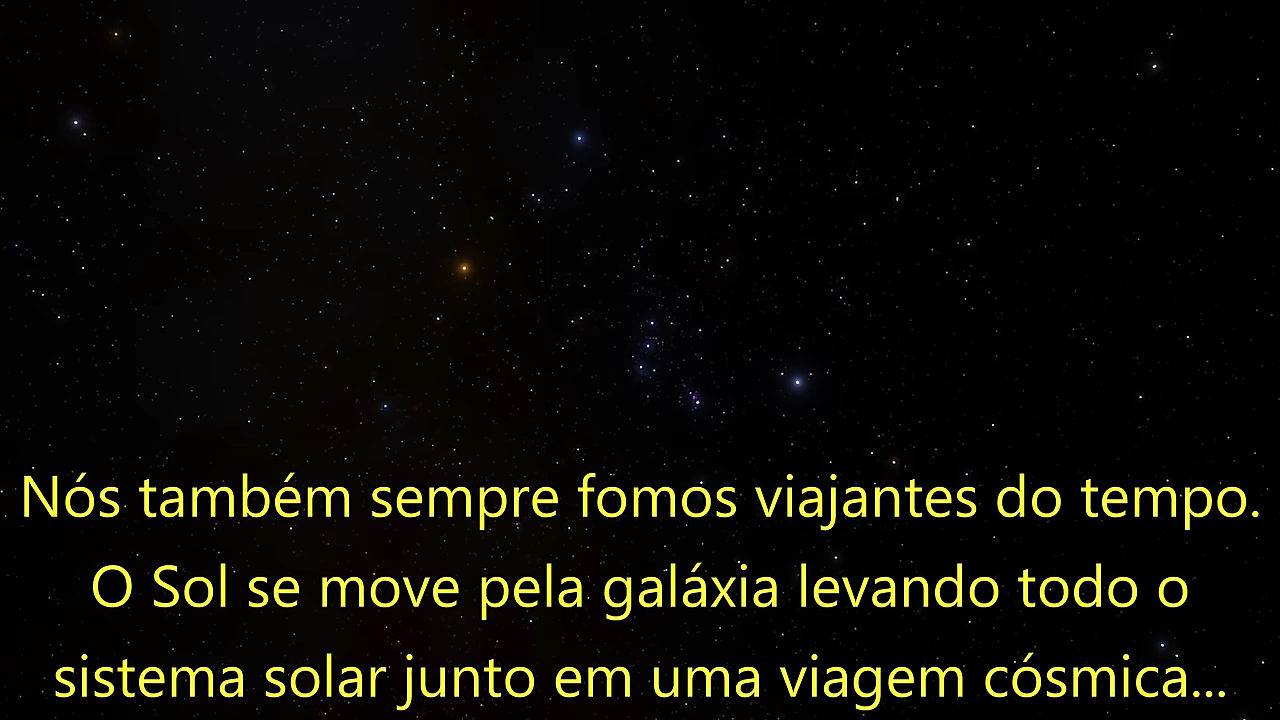 Nós também sempre fomos viajantes do tempo.
O Sol se move pela galáxia levando todo o
sistema solar junto em uma viagem cósmica...